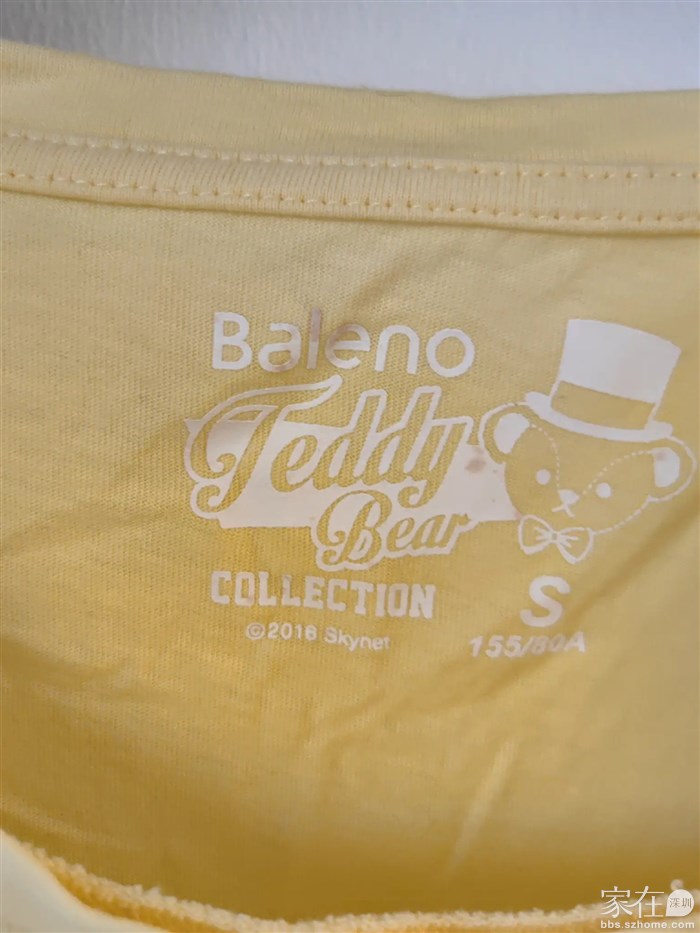 Baleno
Teddy
Bear
COLLECTION
©2016 Skynet
S
155/80A
家在深圳
bbs.szhome.com